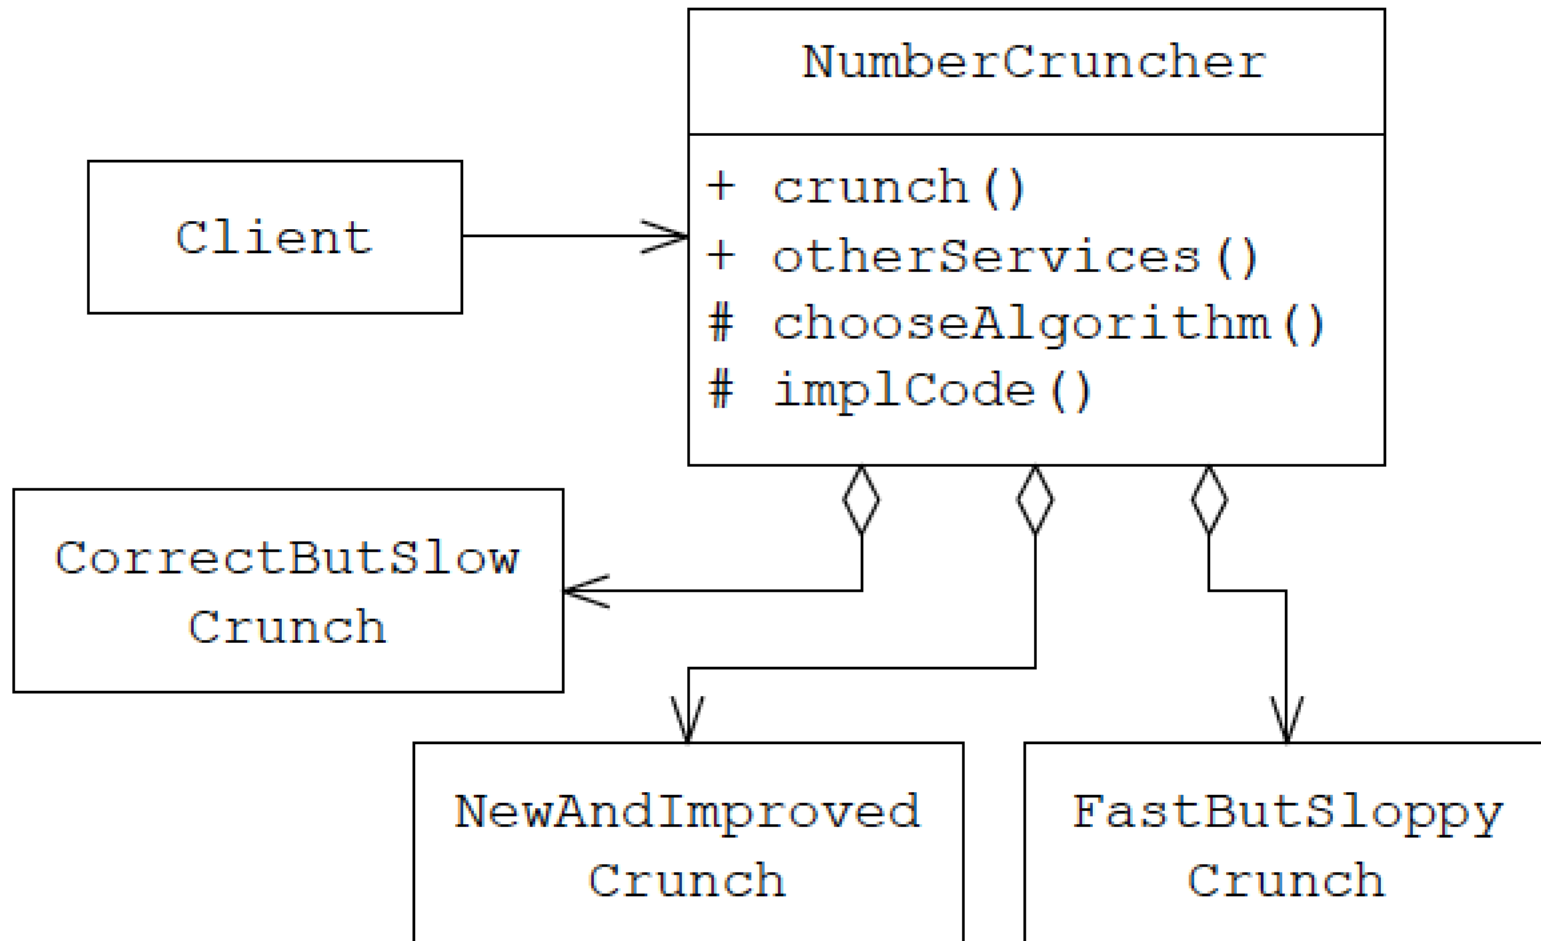 NumberCruncher
+ crunch()
+ otherServices()
# chooseAlgorithm()
# implCode()
Client
CorrectButSlow
Crunch
NewAndImproved
Crunch
FastButSloppy
Crunch